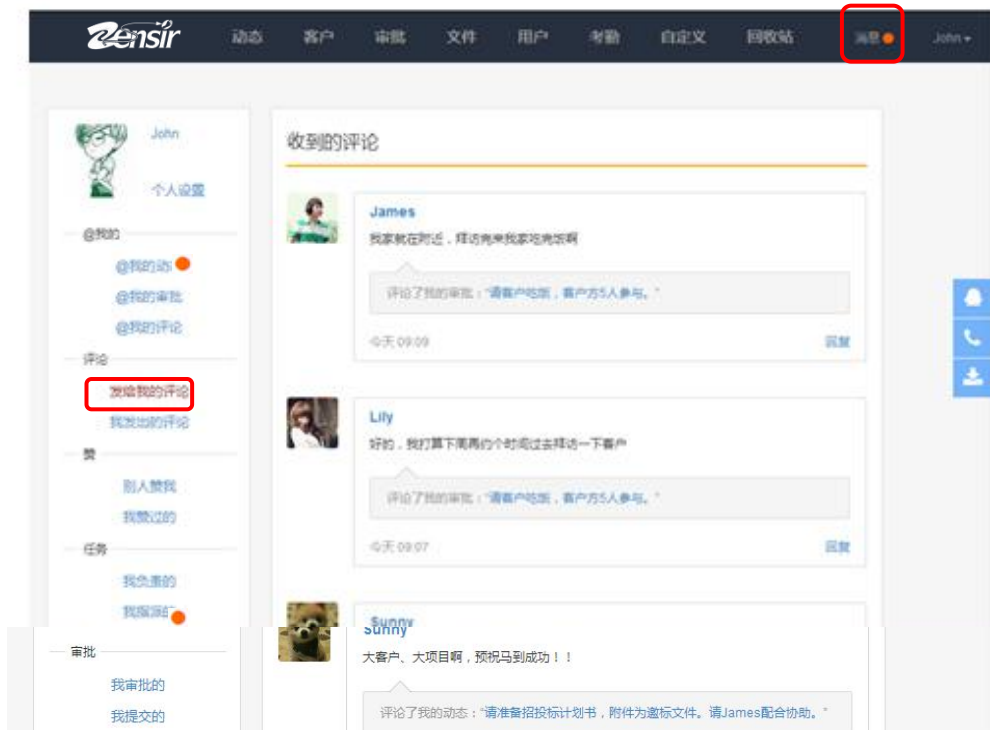 Zensir 动态 客户 审批 文件 用户 考勤 自定义 回收站 消息 John
John
个人设置
@我的
@我的动
@我的审批
@我的评论
评论
发给我的评论
我发出的评论
赞
别人赞我
我赞过的
任务
我负责的
我指派的
审批
我审批的
我提交的
收到的评论
James
我家就在附近，拜访完来我家吃完饭啊
评论了我的审批："请客户吃饭，客户方5人参与。"
今天 09:09 回复
Lily
好的，我打算下周再约个时间过去拜访一下客户
评论了我的审批："请客户吃饭，客户方5人参与。"
今天 09:07 回复
Sunny
Sunny
大客户、大项目啊，预祝马到成功！！
评论了我的动态："请准备招投标计划书，附件为邀标文件。请James配合协助。"